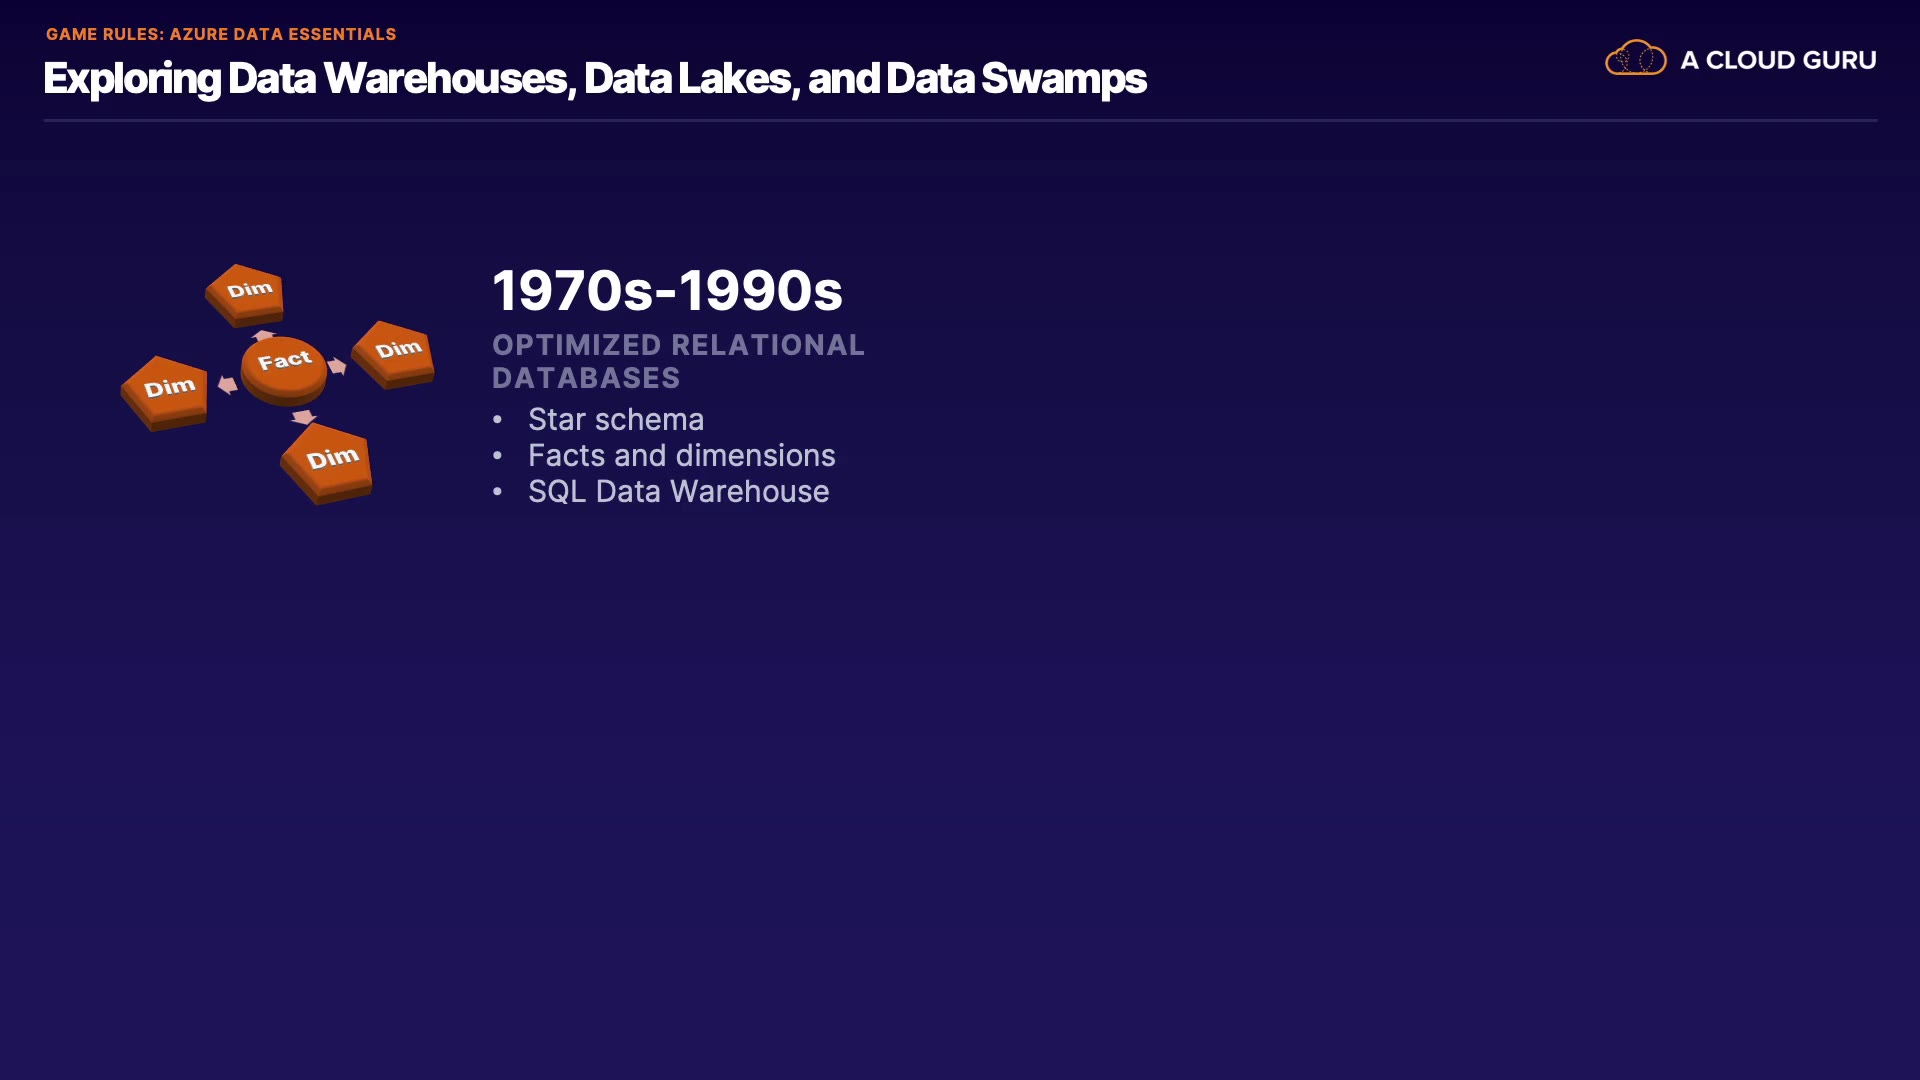 GAME RULES: AZURE DATA ESSENTIALS
Exploring Data Warehouses, Data Lakes, and Data Swamps
A CLOUD GURU
Dim
Dim
Fact
Dim
Dim
1970s-1990s
OPTIMIZED RELATIONAL
DATABASES
• Star schema
• Facts and dimensions
• SQL Data Warehouse